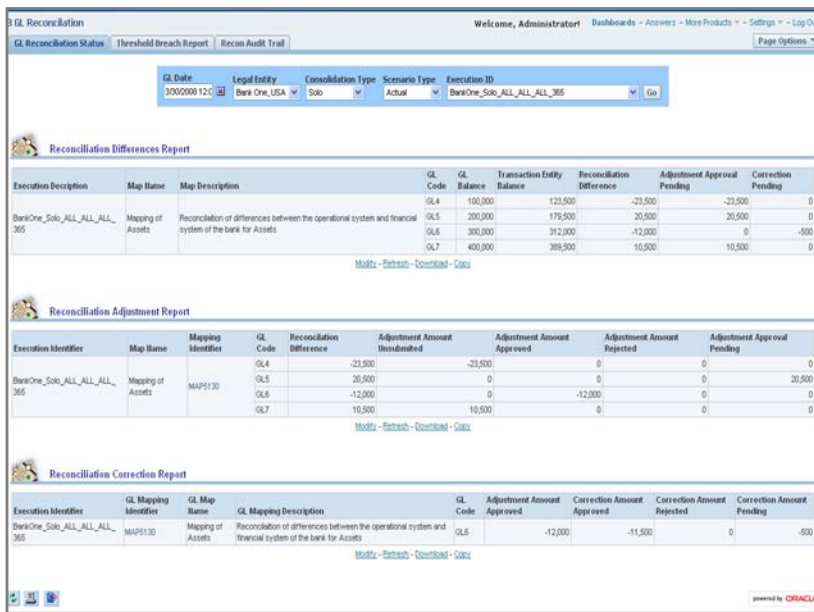 GL Reconciliation
Welcome, Administrator! Dashboards - Answers - More Products - Settings - Log Ou
GL Reconciliation Status Threshold Breach Report Recon Audit Trail Page Options
GL Date Legal Entity Consolidation Type Scenario Type Execution ID
3/30/2008 12:0 Bank One, USA Solo Actual BankOne_Solo_ALL_ALL_ALL_365 Go
Reconciliation Differences Report
Execution Decription Map Name Map Description GL Code GL Balance Transaction Entity Balance Reconciliation Difference Adjustment Approval Pending Correction Pending
BankOne_Solo_ALL_ALL_ALL_365 Mapping of Assets Reconciliation of differences between the operational system and financial system of the bank for Assets
GL4 100,000 123,500 -23,500 -23,500 0
GL5 200,000 179,500 20,500 20,500 0
GL6 300,000 312,000 -12,000 0 -500
GL7 400,000 389,500 10,500 10,500 0
Modify - Refresh - Download - Copy
Reconciliation Adjustment Report
Execution Identifier Map Name Mapping Identifier GL Code Reconciliation Difference Adjustment Amount Unsubmited Adjustment Amount Approved Adjustment Amount Rejected Adjustment Approval Pending
BankOne_Solo_ALL_ALL_ALL_365 Mapping of Assets MAP5130
GL4 -23,500 -23,500 0 0 0
GL5 20,500 0 0 0 20,500
GL6 -12,000 0 -12,000 0 0
GL7 10,500 10,500 0 0 0
Modify - Refresh - Download - Copy
Reconciliation Correction Report
Execution Identifier GL Mapping Identifier GL Map Name GL Mapping Description GL Code Adjustment Amount Approved Correction Amount Approved Correction Amount Rejected Correction Amount Pending
BankOne_Solo_ALL_ALL_ALL_365 MAP5130 Mapping of Assets Reconciliation of differences between the operational system and financial system of the bank for Assets GL6 -12,000 -11,500 0 -500
Modify - Refresh - Download - Copy
powered by ORACL